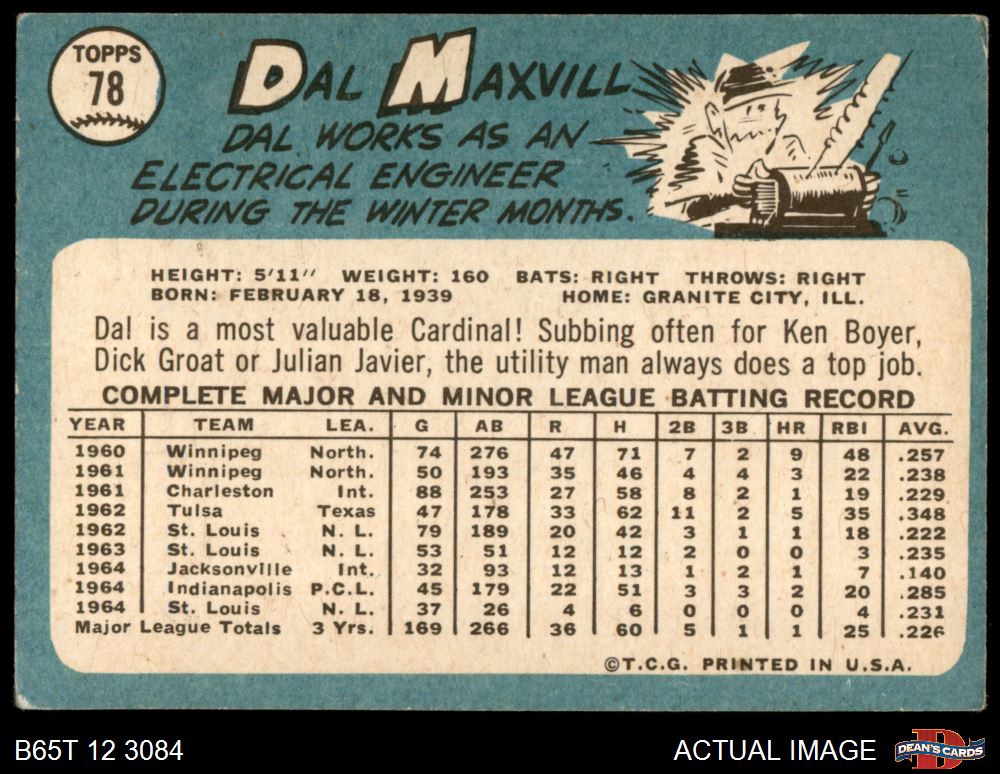 TOPPS
78
DAL MAXVILL
DAL WORKS AS AN
ELECTRICAL ENGINEER
DURING THE WINTER MONTHS.
HEIGHT: 5'11" WEIGHT: 160 BATS: RIGHT THROWS: RIGHT
BORN: FEBRUARY 18, 1939 HOME: GRANITE CITY, ILL.
Dal is a most valuable Cardinal! Subbing often for Ken Boyer,
Dick Groat or Julian Javier, the utility man always does a top job.
COMPLETE MAJOR AND MINOR LEAGUE BATTING RECORD
YEAR TEAM LEA. G AB R H 2B 3B HR RBI AVG.
1960 Winnipeg North. 74 276 47 71 7 2 9 48 .257
1961 Winnipeg North. 50 193 35 46 4 4 3 22 .238
1961 Charleston Int. 88 253 27 58 8 2 1 19 .229
1962 Tulsa Texas 47 178 33 62 11 2 5 35 .348
1962 St. Louis N. L. 79 189 20 42 3 1 1 18 .222
1963 St. Louis N. L. 53 51 12 12 2 0 0 3 .235
1964 Jacksonville Int. 32 93 12 13 1 2 1 7 .140
1964 Indianapolis P.C.L. 45 179 22 51 3 3 2 20 .285
1964 St. Louis N. L. 37 26 4 6 0 0 0 4 .231
Major League Totals 3 Yrs. 169 266 36 60 5 1 1 25 .226
©T.C.G. PRINTED IN U.S.A.
B65T 12 3084 ACTUAL IMAGE
D
DEAN'S CARDS